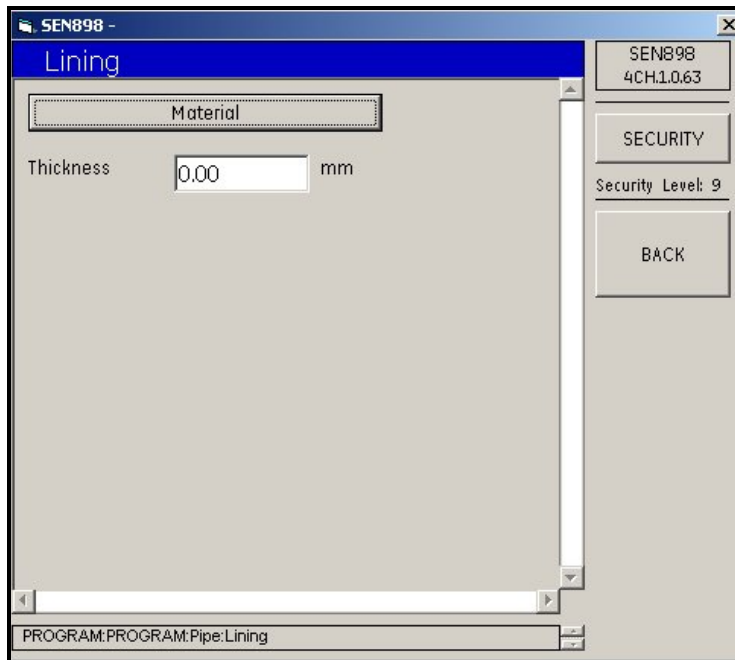 SEN898 -
Lining
Material
Thickness 0.00 mm
SEN898
4CH.1.0.63
SECURITY
Security Level: 9
BACK
PROGRAM:PROGRAM:Pipe:Lining